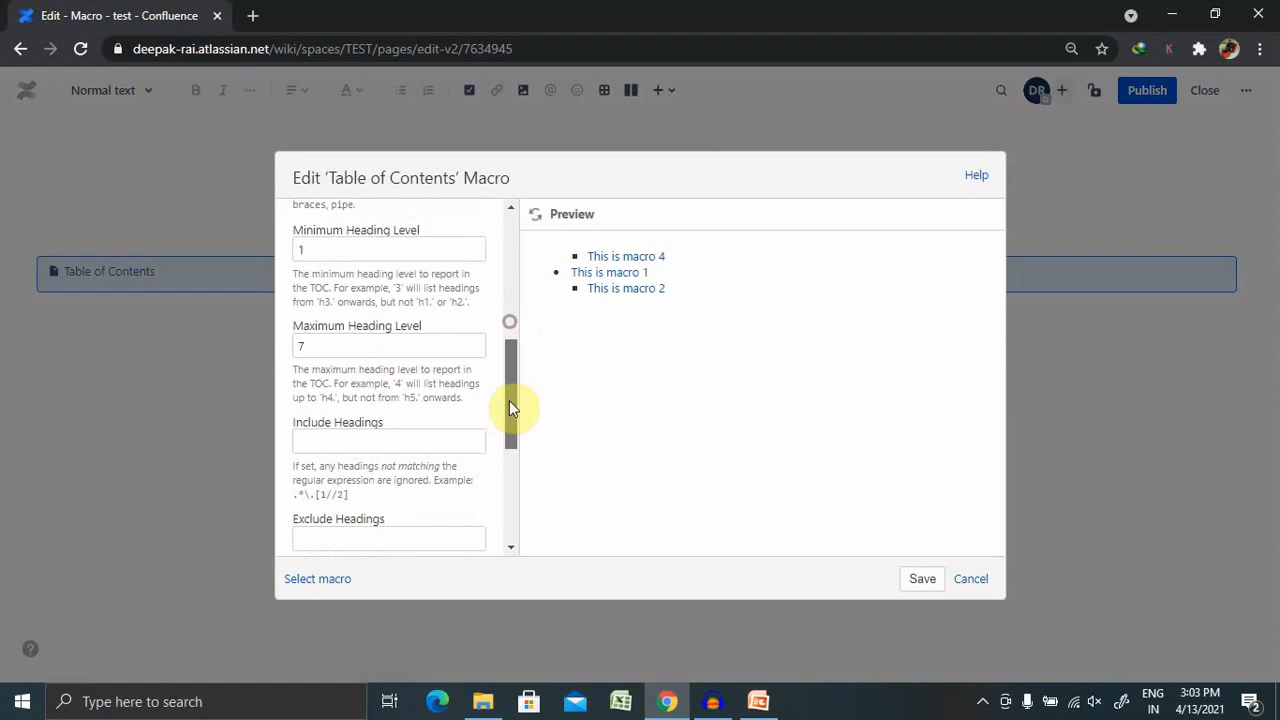 Edit - Macro - test - Confluence
deepak-rai.atlassian.net/wiki/spaces/TEST/pages/edit-v2/7634945
K
Normal text
B I A DR Publish Close
Edit ‘Table of Contents’ Macro
Help
braces, pipe.
Preview
Minimum Heading Level
1
The minimum heading level to report in
the TOC. For example, '3' will list headings
from 'h3.' onwards, but not 'h1.' or 'h2.'.
Maximum Heading Level
7
The maximum heading level to report in
the TOC. For example, '4' will list headings
up to 'h4.', but not from 'h5.' onwards.
Include Headings
If set, any headings not matching the
regular expression are ignored. Example:
.*\.[1//2]
Exclude Headings
This is macro 4
This is macro 1
This is macro 2
Table of Contents
Select macro
Save
Cancel
?
Type here to search
ENG
IN
3:03 PM
4/13/2021
2